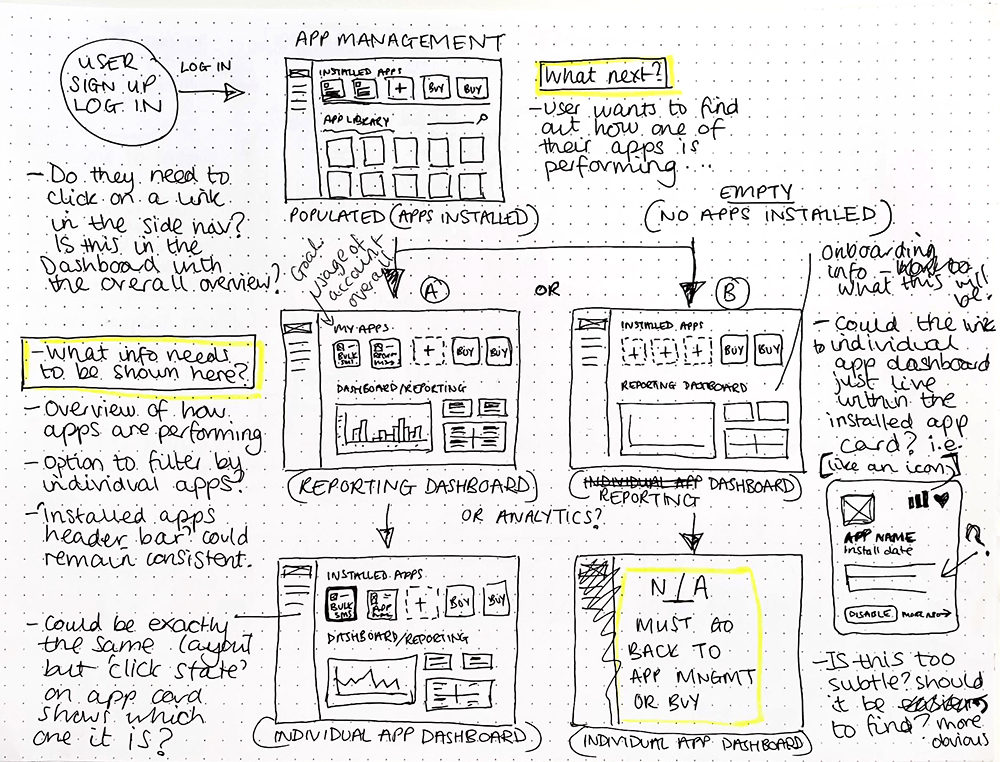 APP MANAGEMENT
USER
SIGN UP
LOG IN
LOG IN
INSTALLED APPS
+
BUY
BUY
APP LIBRARY
What next?
- User wants to find
out how one of
their apps is
performing....
- Do they need to
click on a link
in the side nav?
Is this in the
Dashboard with
the overall overview?
POPULATED (APPS INSTALLED)
EMPTY
(NO APPS INSTALLED)
Goal:
usage of
account
overall
A
OR
B
onboarding
info -
what this will
be.
MY APPS
BULK
SMS
+
BUY
BUY
DASHBOARD/REPORTING
(REPORTING DASHBOARD)
INSTALLED APPS
+
+
+
BUY
BUY
REPORTING DASHBOARD
(INDIVIDUAL APP DASHBOARD)
REPORTING
- What info needs
to be shown here?
- Overview of how
apps are performing
- Option to filter by
individual apps?
- 'Installed apps
header bar' could
remain consistent.
- Could be exactly
the same layout
but 'click state'
on app card
shows which
one it is?
- Could the link
to individual
app dashboard
just live
within the
installed app
card? i.e.
[like an icon]
APP NAME
install date
?
DISABLE
more info →
OR ANALYTICS?
INSTALLED APPS
BULK
SMS
+
BUY
BUY
DASHBOARD/REPORTING
(INDIVIDUAL APP DASHBOARD)
N/A
MUST GO
BACK TO
APP MNGMT
OR BUY
(INDIVIDUAL APP DASHBOARD)
- Is this too
subtle? should
it be
to find? more
obvious